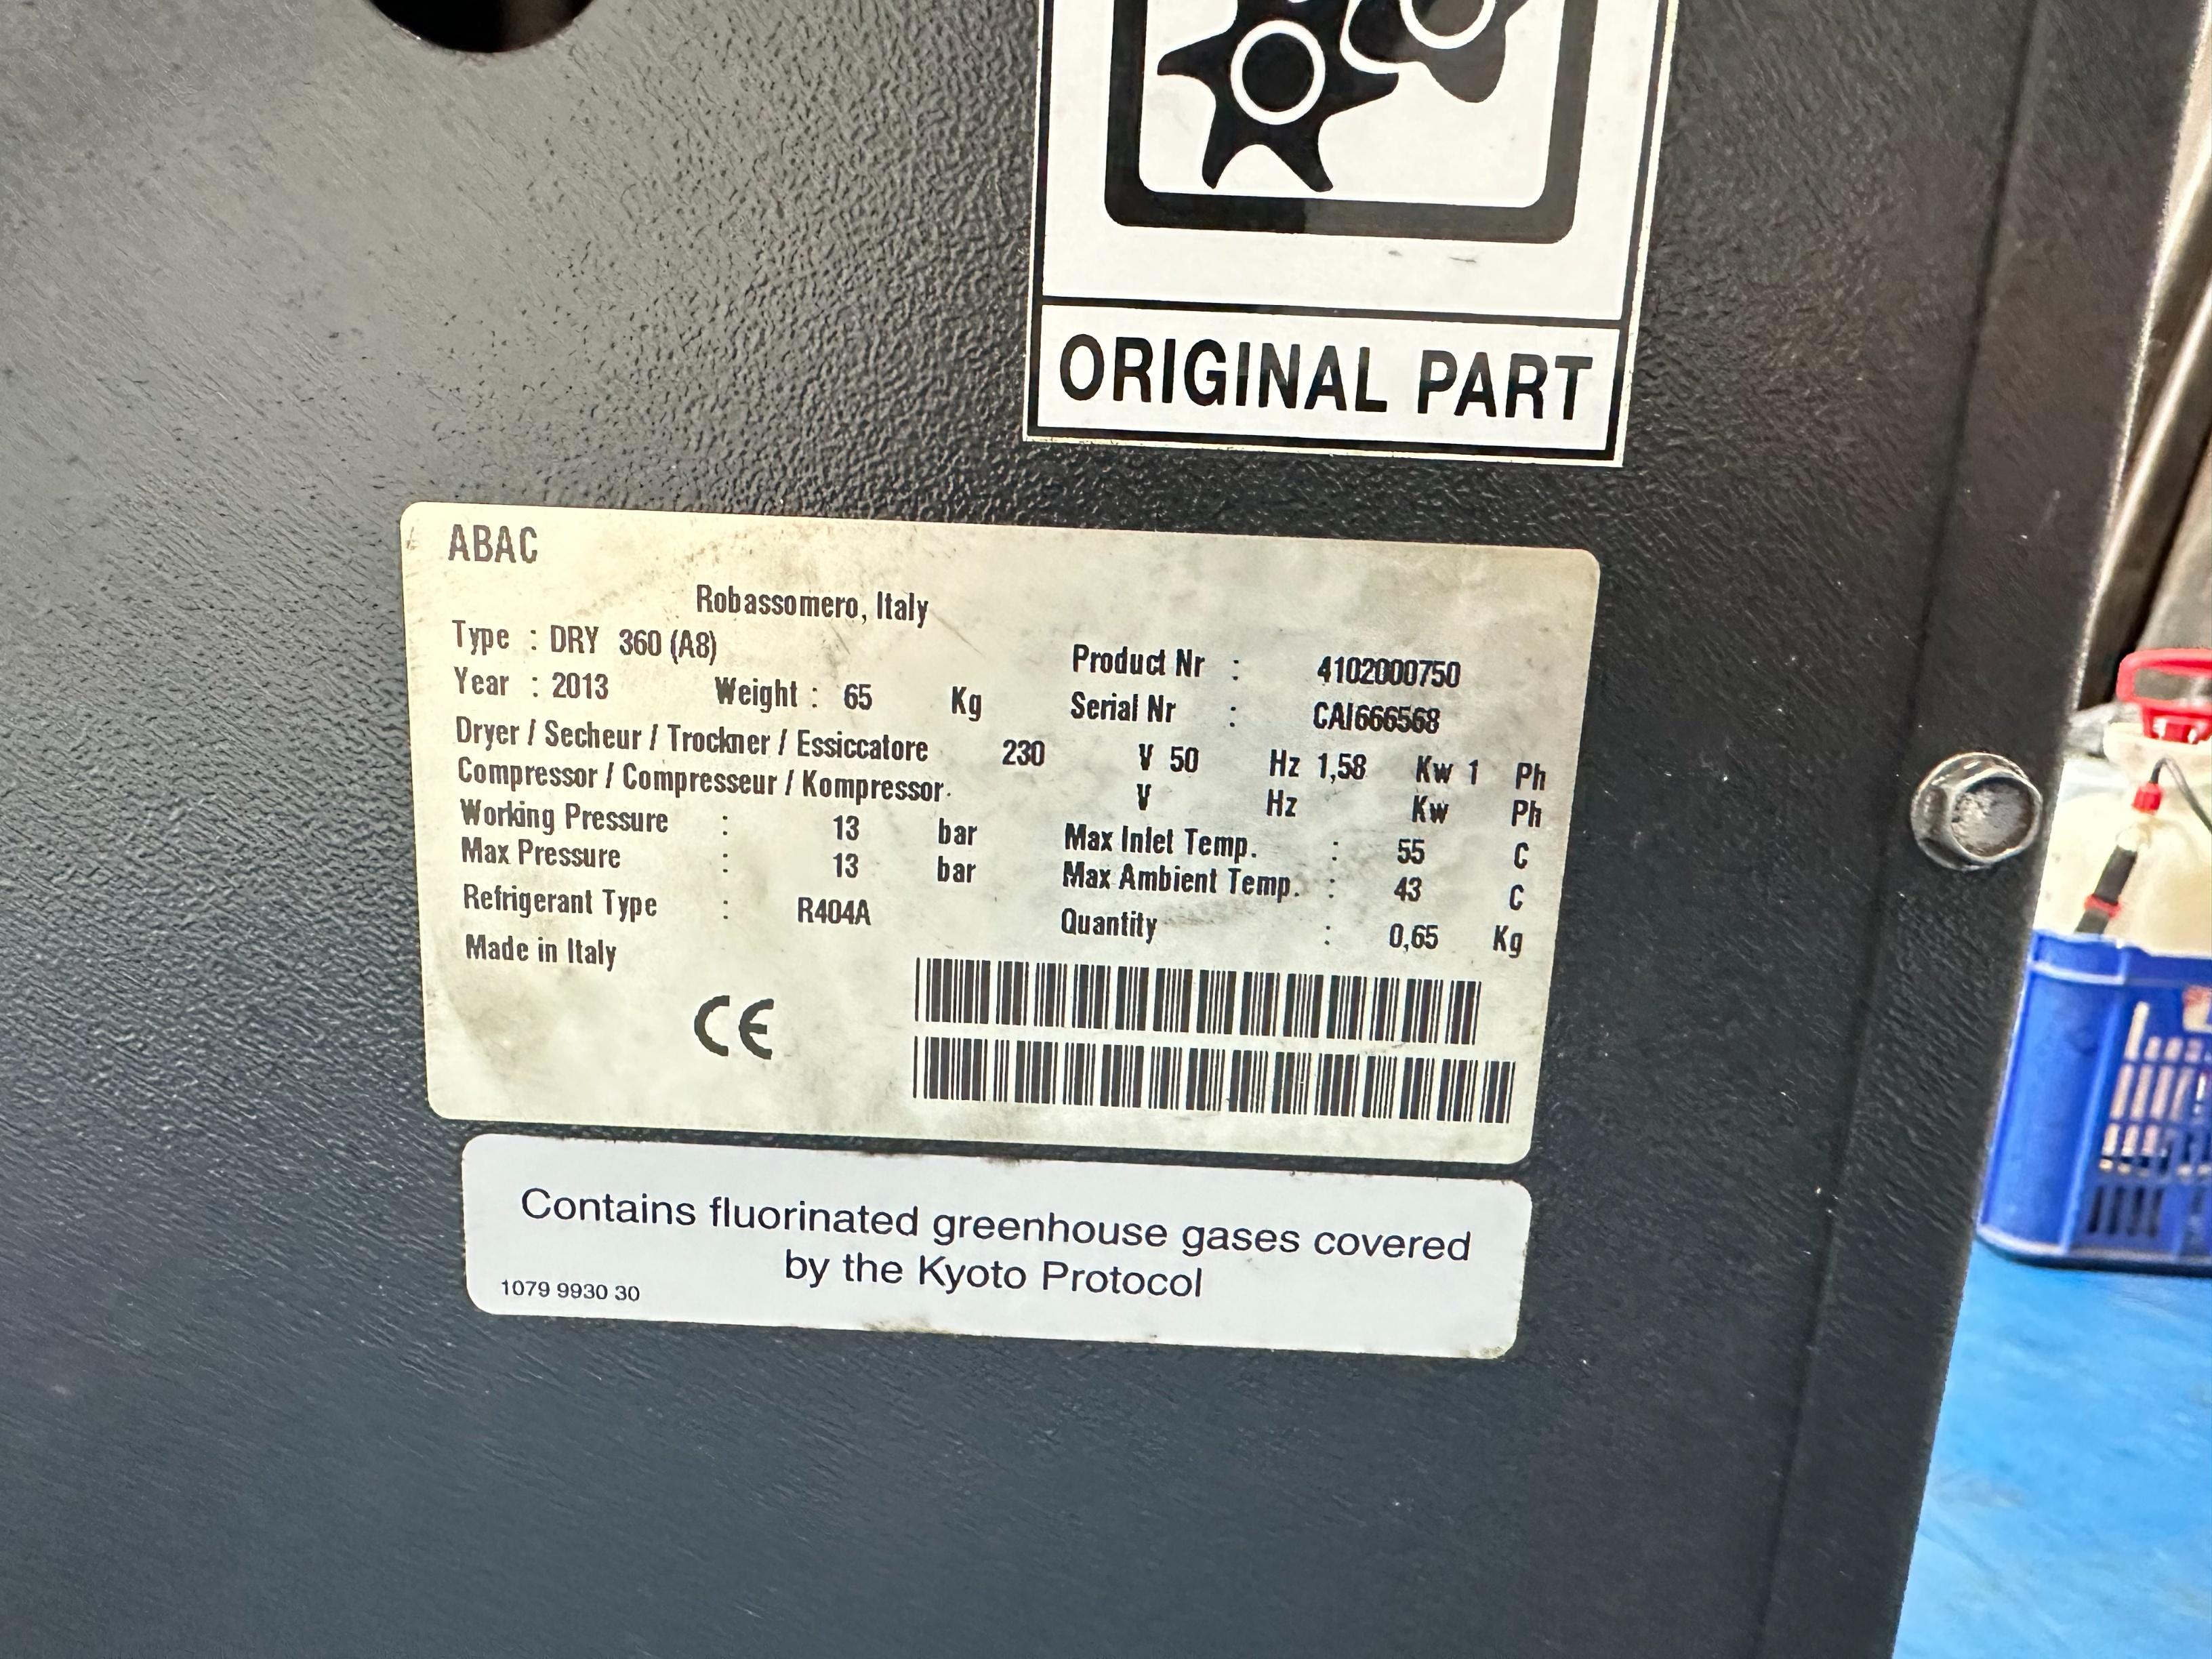 ORIGINAL PART
ABAC
Robassomero, Italy
Type : DRY 360 (A8)
Product Nr : 4102000750
Year : 2013 Weight : 65 Kg
Serial Nr : CAI666568
Dryer / Secheur / Trockner / Essiccatore 230 V 50 Hz 1,58 Kw 1 Ph
Compressor / Compresseur / Kompressor. V Hz Kw Ph
Working Pressure : 13 bar
Max Inlet Temp. : 55 C
Max Pressure : 13 bar
Max Ambient Temp. : 43 C
Refrigerant Type : R404A
Quantity : 0,65 Kg
Made in Italy
CE
Contains fluorinated greenhouse gases covered
by the Kyoto Protocol
1079 9930 30